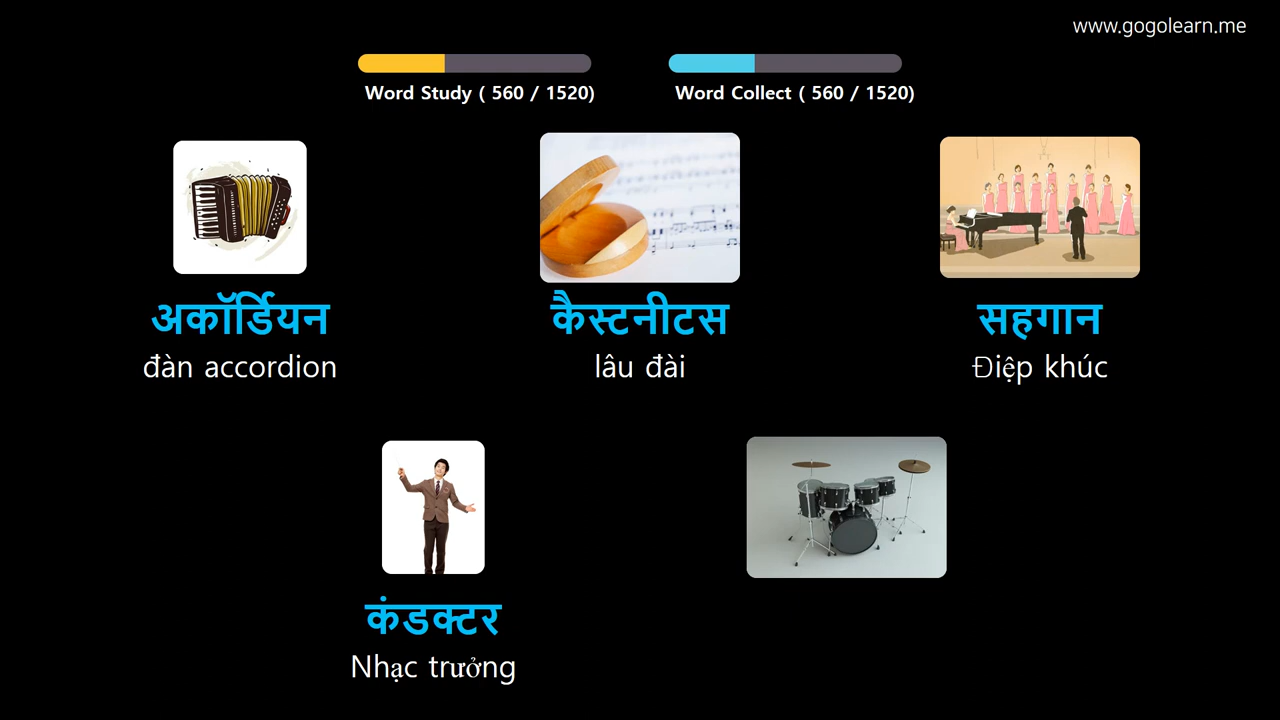 www.gogolearn.me
Word Study ( 560 / 1520)
Word Collect ( 560 / 1520)
अकॉर्डियन
đàn accordion
कैस्टनीटस
lâu đài
सहगान
Điệp khúc
कंडक्टर
Nhạc trưởng